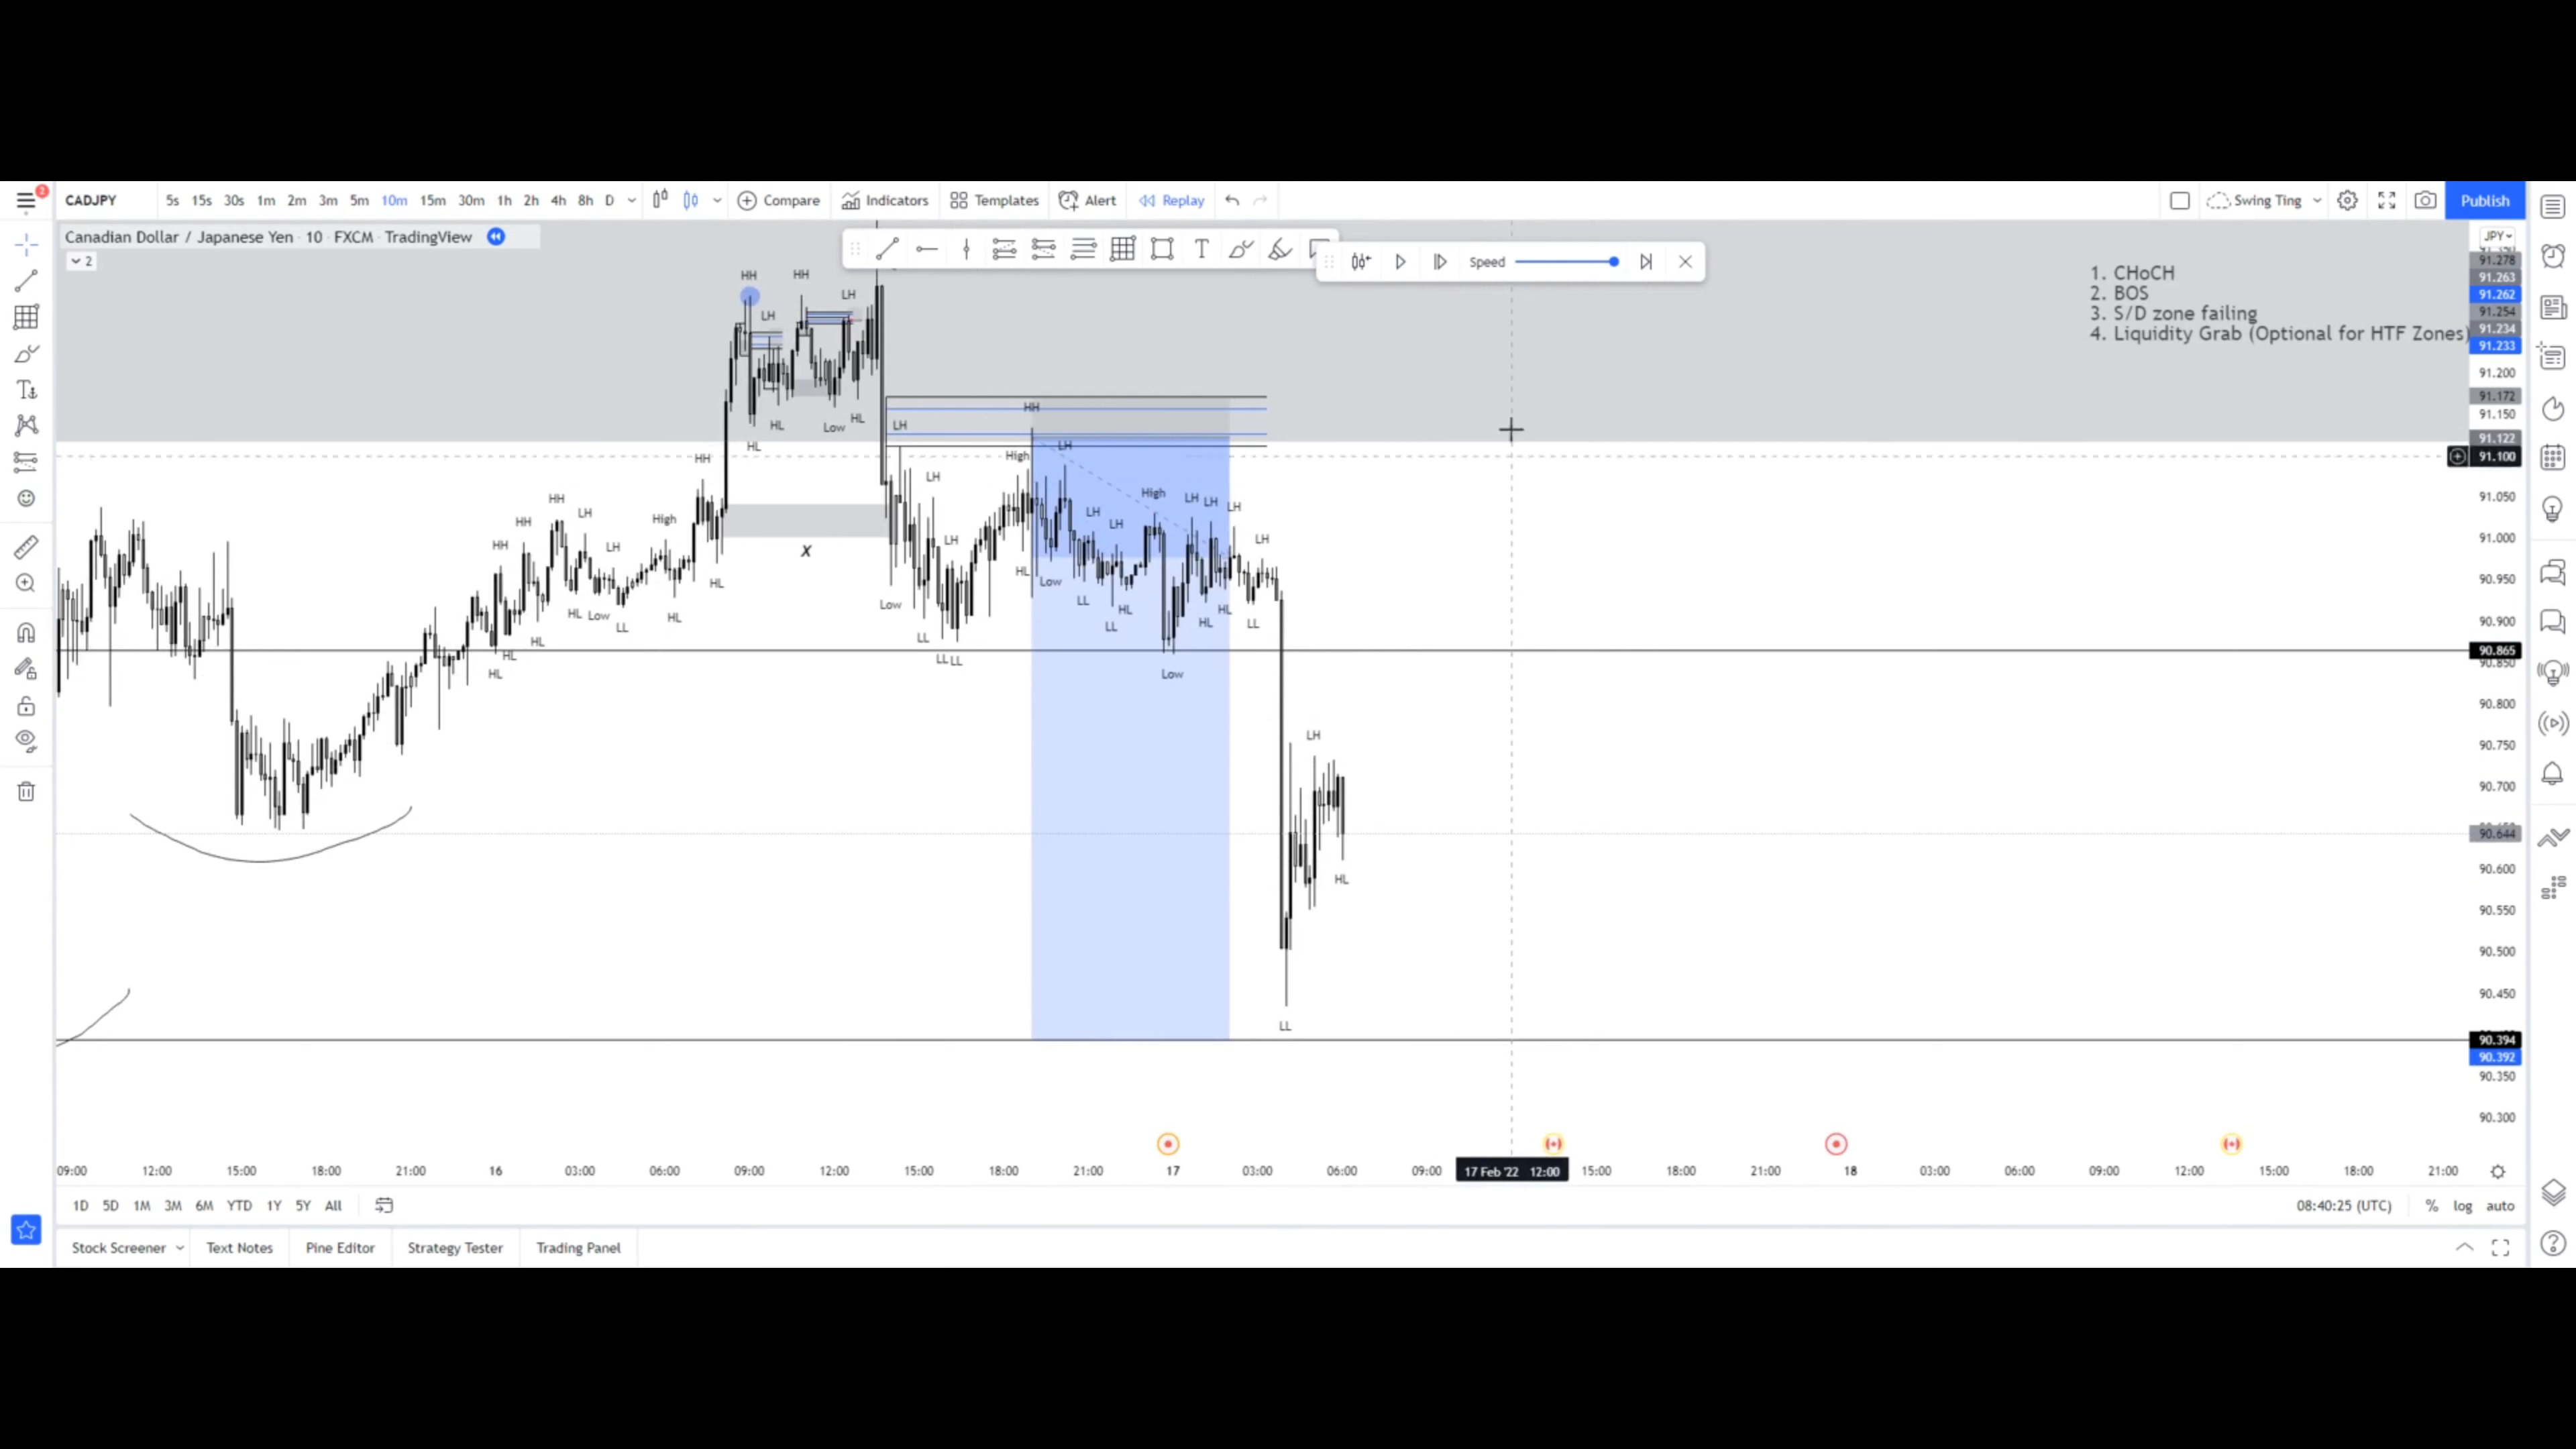 2
CADJPY 5s 15s 30s 1m 2m 3m 5m 10m 15m 30m 1h 2h 4h 8h D Compare Indicators Templates Alert Replay Swing Ting Publish
Canadian Dollar / Japanese Yen · 10 · FXCM · TradingView
2
Speed
JPY
1. CHoCH
2. BOS
3. S/D zone failing
4. Liquidity Grab (Optional for HTF Zones)
91.278
91.263
91.262
91.254
91.234
91.233
91.200
91.172
91.150
91.122
91.100
91.050
91.000
90.950
90.900
90.865
90.850
90.800
90.750
90.700
90.644
90.600
90.550
90.500
90.450
90.394
90.392
90.350
90.300
HH HH
LH
LH
HH
HL Low HL LH
HL
HH High LH
LH
HH High LH LH LH
HH LH High LH LH LH
LH LH LH
x
HL HL Low
HL Low LL HL Low LL HL HL HL LL
HL LL LL
HL LL LL Low
HL
LH
HL
LL
09:00 12:00 15:00 18:00 21:00 16 03:00 06:00 09:00 12:00 15:00 18:00 21:00 17 03:00 06:00 09:00 17 Feb '22 12:00 15:00 18:00 21:00 18 03:00 06:00 09:00 12:00 15:00 18:00 21:00
1D 5D 1M 3M 6M YTD 1Y 5Y All 08:40:25 (UTC) % log auto
Stock Screener Text Notes Pine Editor Strategy Tester Trading Panel